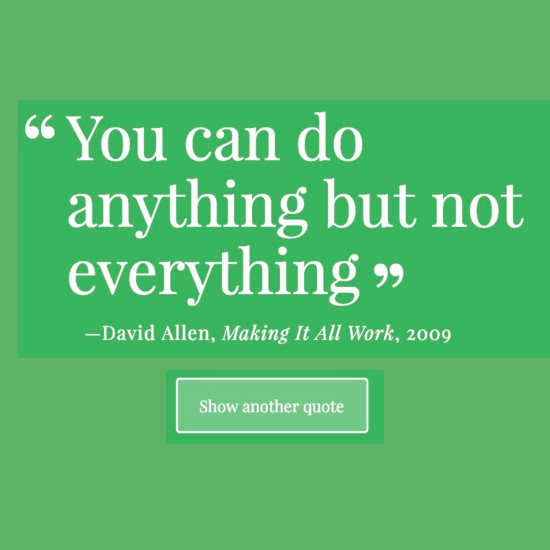 “ You can do
anything but not
everything ”
—David Allen, Making It All Work, 2009
Show another quote